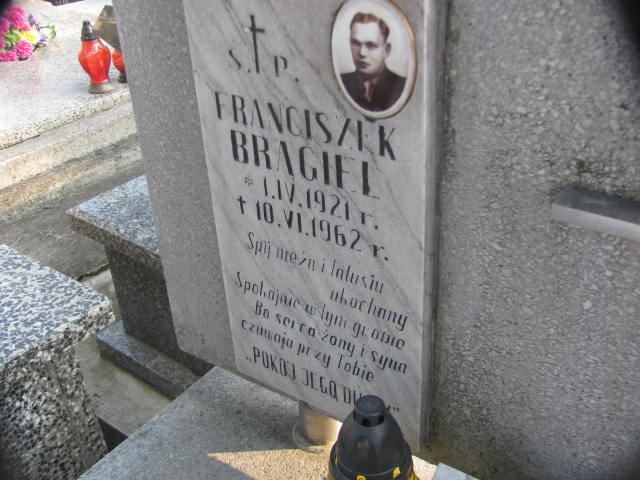 ś. † p.
FRANCISZEK
BRĄGIEL
* 1.IV.1921 r.
† 10.VI.1962 r.
Śpij mężu i tatusiu
ukochany
Spokojnie w tym grobie
Bo serca żony i syna
czuwają przy Tobie
„POKÓJ JEGO